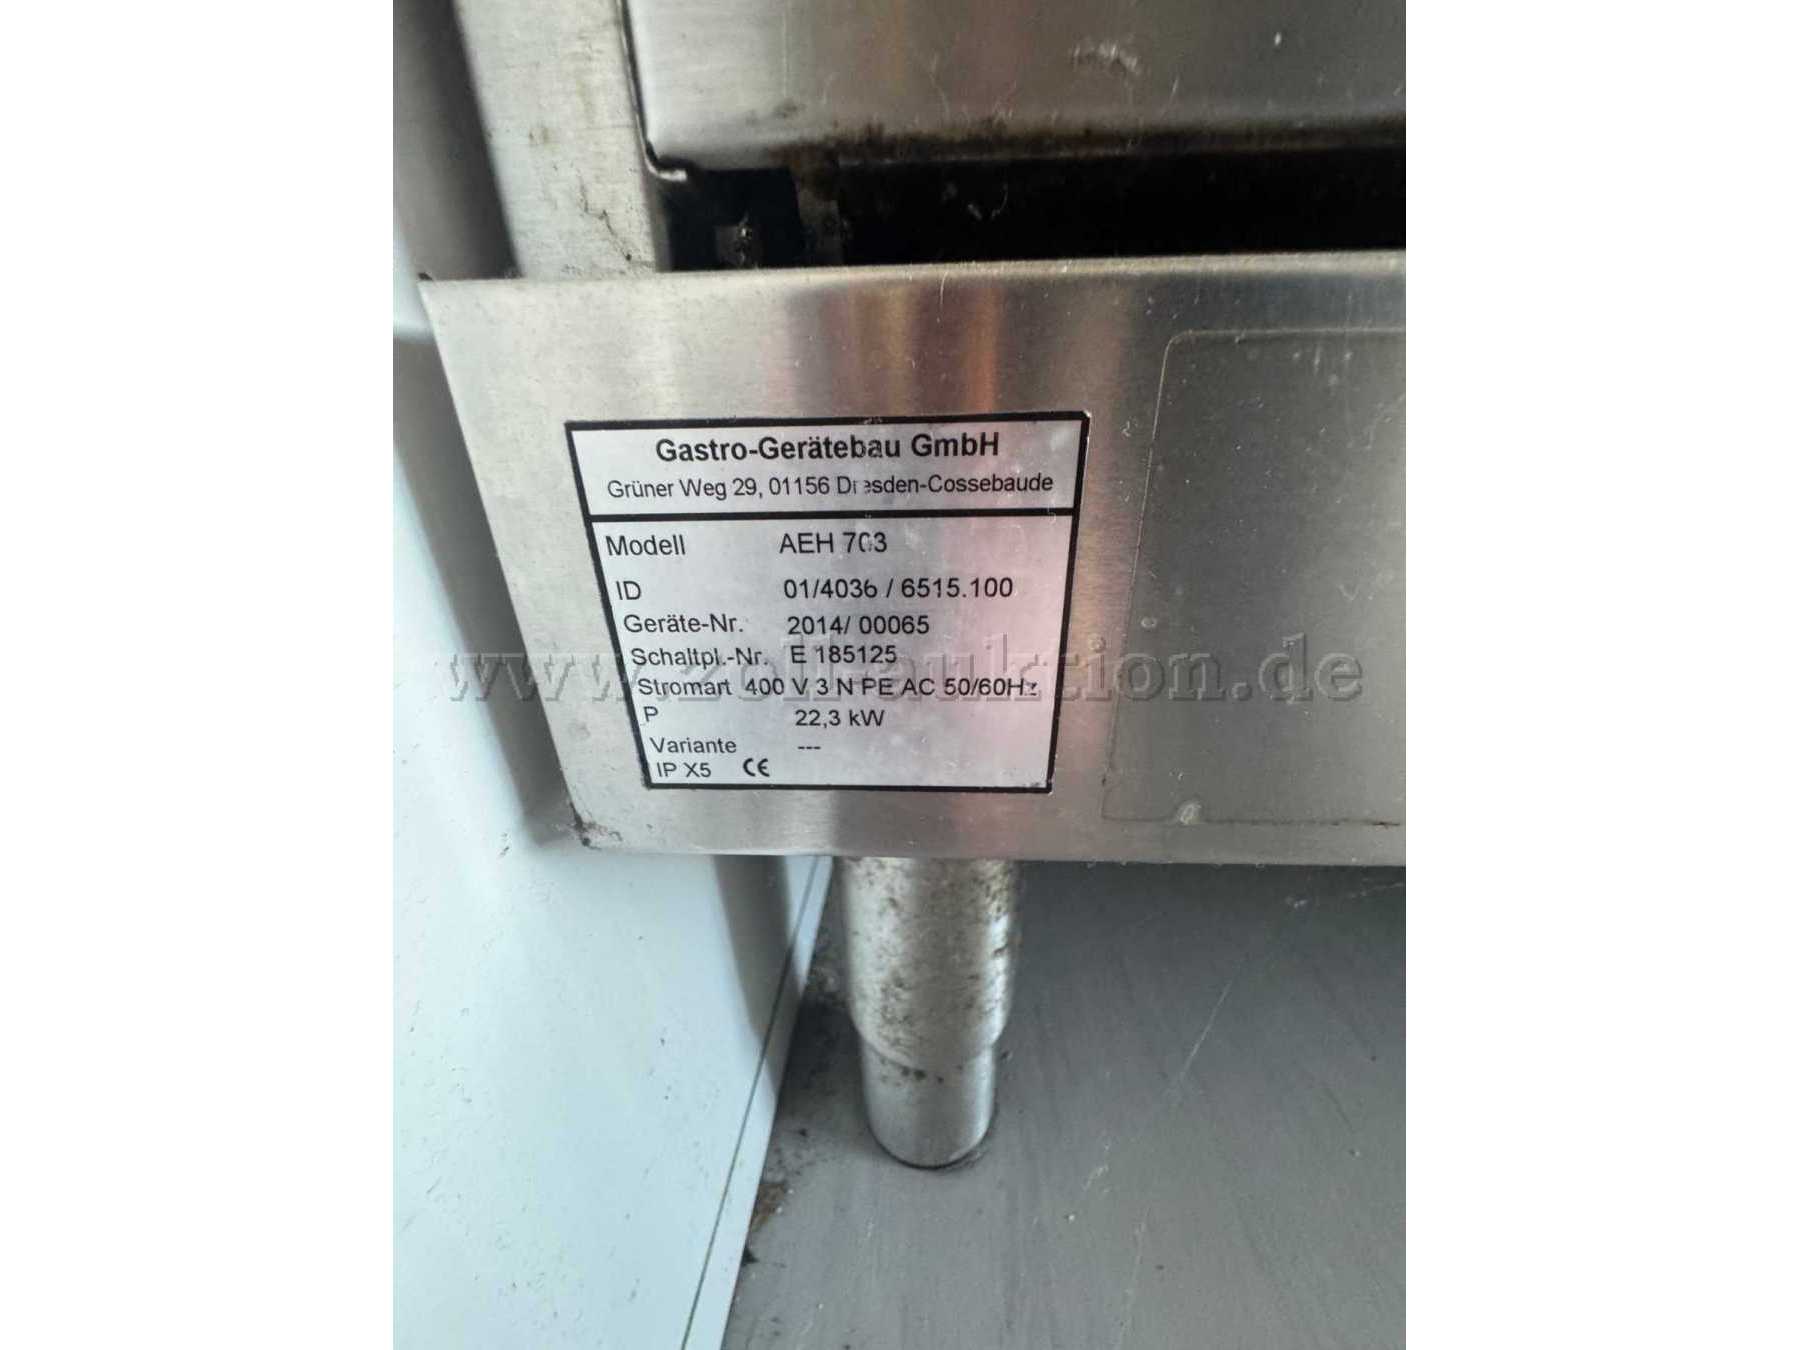 Gastro-Gerätebau GmbH
Grüner Weg 29, 01156 Dresden-Cossebaude
Modell AEH 703
ID 01/4036 / 6515.100
Geräte-Nr. 2014/ 00065
Schaltpl.-Nr. E 185125
www.zoll-auktion.de
Stromart 400 V 3 N PE AC 50/60Hz
P 22,3 kW
Variante ---
IP X5 CE